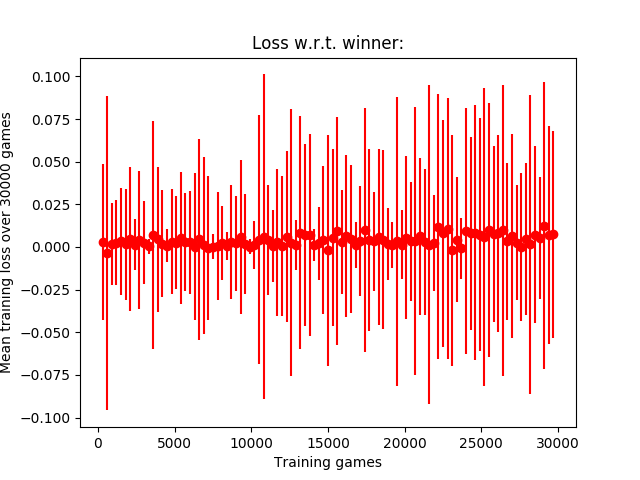 Loss w.r.t. winner:
0.100
0.075
0.050
0.025
0.000
−0.025
−0.050
−0.075
−0.100
Mean training loss over 30000 games
0 5000 10000 15000 20000 25000 30000
Training games